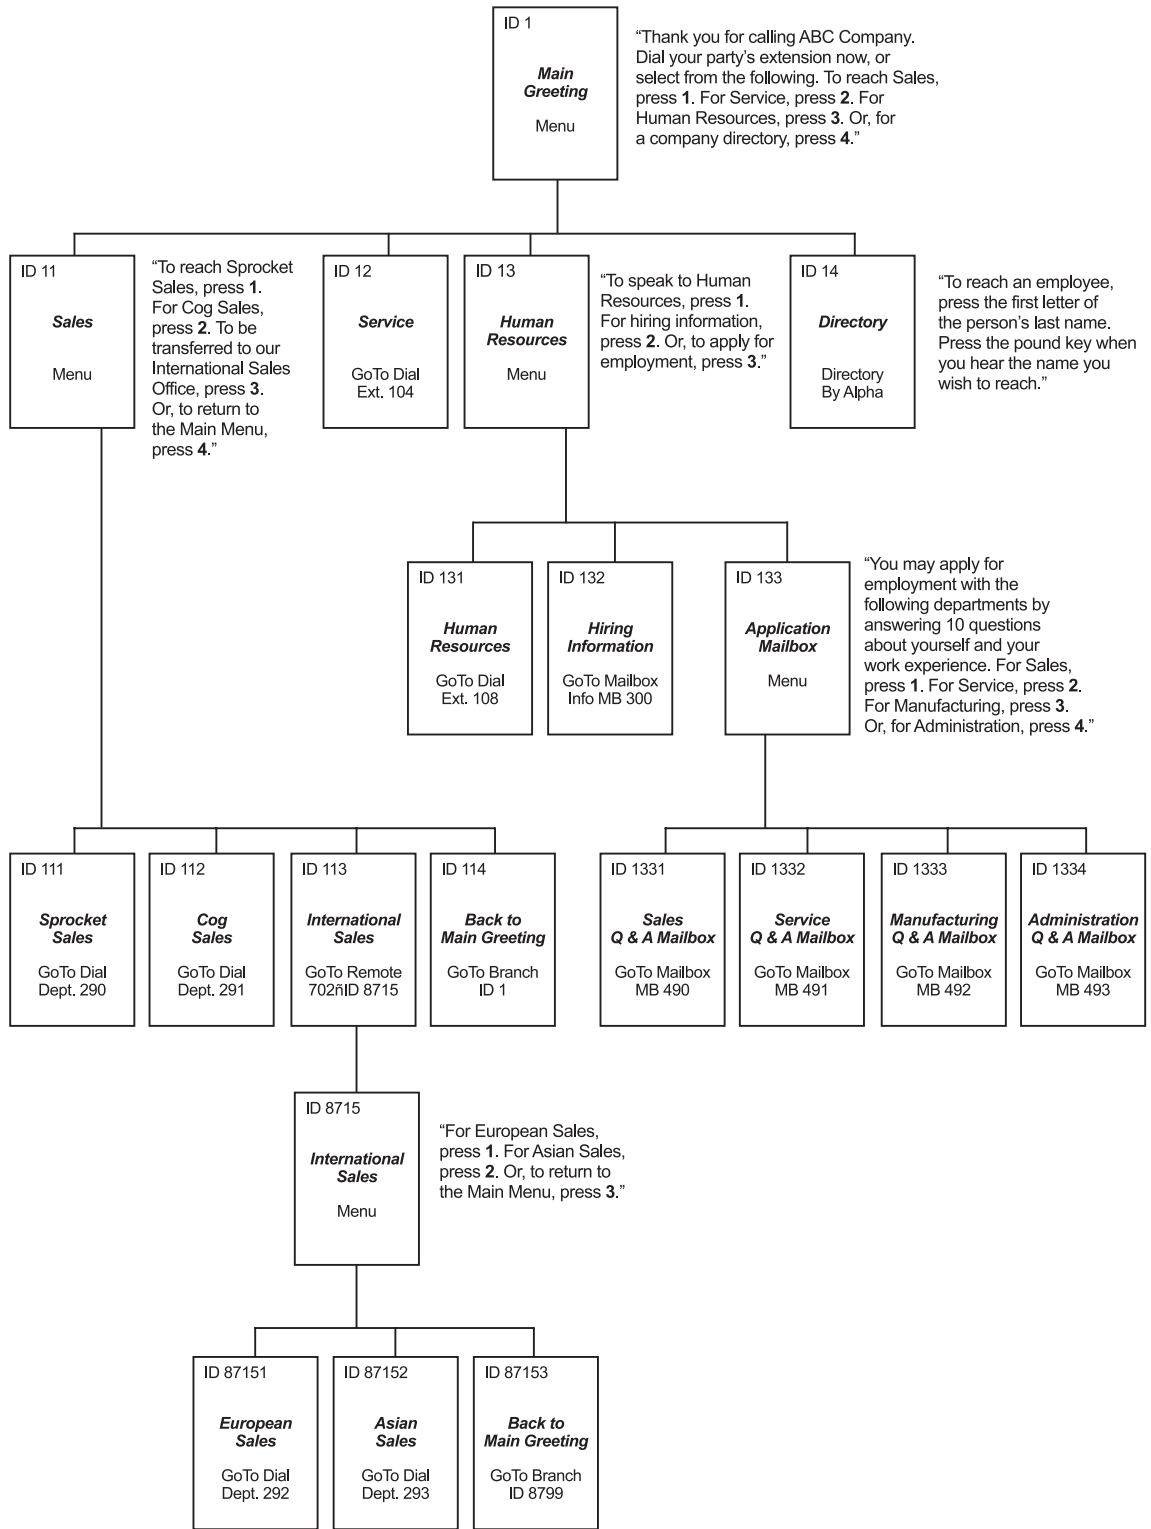 ID 1
Main
Greeting
Menu
“Thank you for calling ABC Company.
Dial your party’s extension now, or
select from the following. To reach Sales,
press 1. For Service, press 2. For
Human Resources, press 3. Or, for
a company directory, press 4.”
ID 11
Sales
Menu
“To reach Sprocket
Sales, press 1.
For Cog Sales,
press 2. To be
transferred to our
International Sales
Office, press 3.
Or, to return to
the Main Menu,
press 4.”
ID 12
Service
GoTo Dial
Ext. 104
ID 13
Human
Resources
Menu
“To speak to Human
Resources, press 1.
For hiring information,
press 2. Or, to apply for
employment, press 3.”
ID 14
Directory
Directory
By Alpha
“To reach an employee,
press the first letter of
the person’s last name.
Press the pound key when
you hear the name you
wish to reach.”
ID 131
Human
Resources
GoTo Dial
Ext. 108
ID 132
Hiring
Information
GoTo Mailbox
Info MB 300
ID 133
Application
Mailbox
Menu
“You may apply for
employment with the
following departments by
answering 10 questions
about yourself and your
work experience. For Sales,
press 1. For Service, press 2.
For Manufacturing, press 3.
Or, for Administration, press 4.”
ID 111
Sprocket
Sales
GoTo Dial
Dept. 290
ID 112
Cog
Sales
GoTo Dial
Dept. 291
ID 113
International
Sales
GoTo Remote
702ñID 8715
ID 114
Back to
Main Greeting
GoTo Branch
ID 1
ID 1331
Sales
Q & A Mailbox
GoTo Mailbox
MB 490
ID 1332
Service
Q & A Mailbox
GoTo Mailbox
MB 491
ID 1333
Manufacturing
Q & A Mailbox
GoTo Mailbox
MB 492
ID 1334
Administration
Q & A Mailbox
GoTo Mailbox
MB 493
ID 8715
International
Sales
Menu
“For European Sales,
press 1. For Asian Sales,
press 2. Or, to return to
the Main Menu, press 3.”
ID 87151
European
Sales
GoTo Dial
Dept. 292
ID 87152
Asian
Sales
GoTo Dial
Dept. 293
ID 87153
Back to
Main Greeting
GoTo Branch
ID 8799